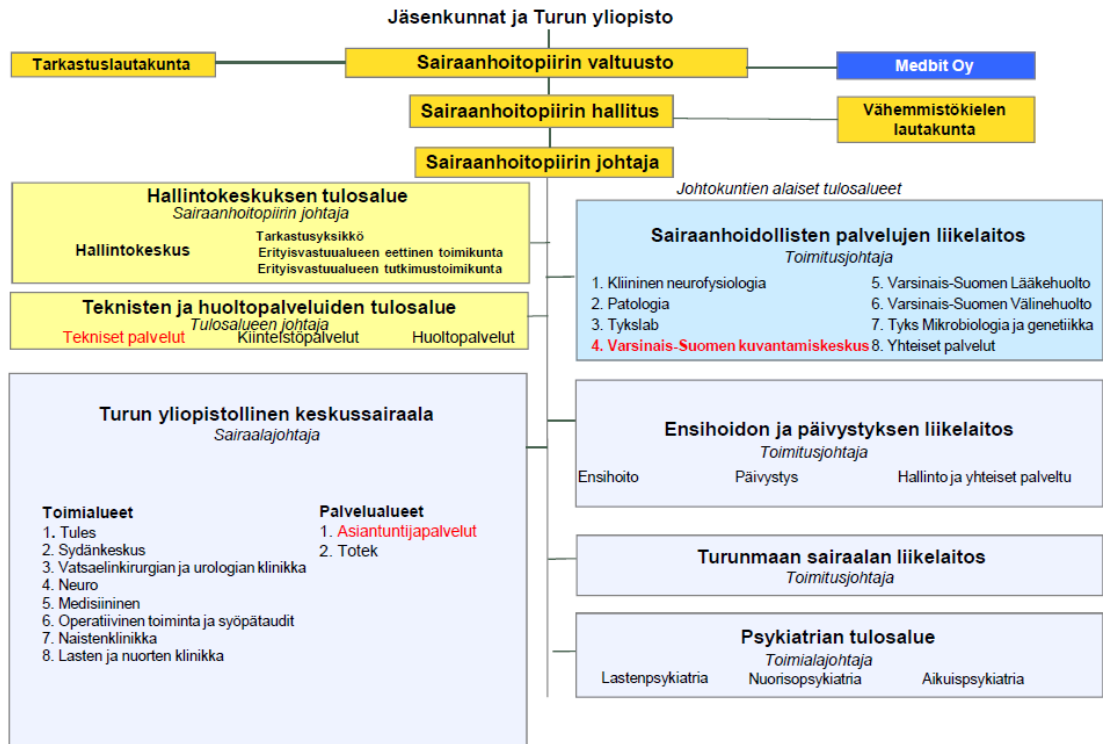 Jäsenkunnat ja Turun yliopisto
Tarkastuslautakunta
Sairaanhoitopiirin valtuusto
Medbit Oy
Sairaanhoitopiirin hallitus
Vähemmistökielen
lautakunta
Sairaanhoitopiirin johtaja
Hallintokeskuksen tulosalue
Sairaanhoitopiirin johtaja
Hallintokeskus
Tarkastusyksikkö
Erityisvastuualueen eettinen toimikunta
Erityisvastuualueen tutkimustoimikunta
Teknisten ja huoltopalveluiden tulosalue
Tulosalueen johtaja
Tekniset palvelut Kiinteistöpalvelut Huoltopalvelut
Turun yliopistollinen keskussairaala
Sairaalajohtaja
Toimialueet
1. Tules
2. Sydänkeskus
3. Vatsaelinkirurgian ja urologian klinikka
4. Neuro
5. Medisiininen
6. Operatiivinen toiminta ja syöpätaudit
7. Naistenklinikka
8. Lasten ja nuorten klinikka
Palvelualueet
1. Asiantuntijapalvelut
2. Totek
Johtokuntien alaiset tulosalueet
Sairaanhoidollisten palvelujen liikelaitos
Toimitusjohtaja
1. Kliininen neurofysiologia
2. Patologia
3. Tykslab
4. Varsinais-Suomen kuvantamiskeskus
5. Varsinais-Suomen Lääkehuolto
6. Varsinais-Suomen Välinehuolto
7. Tyks Mikrobiologia ja genetiikka
8. Yhteiset palvelut
Ensihoidon ja päivystyksen liikelaitos
Toimitusjohtaja
Ensihoito Päivystys Hallinto ja yhteiset palveltu
Turunmaan sairaalan liikelaitos
Toimitusjohtaja
Psykiatrian tulosalue
Toimialajohtaja
Lastenpsykiatria Nuorisopsykiatria Aikuispsykiatria